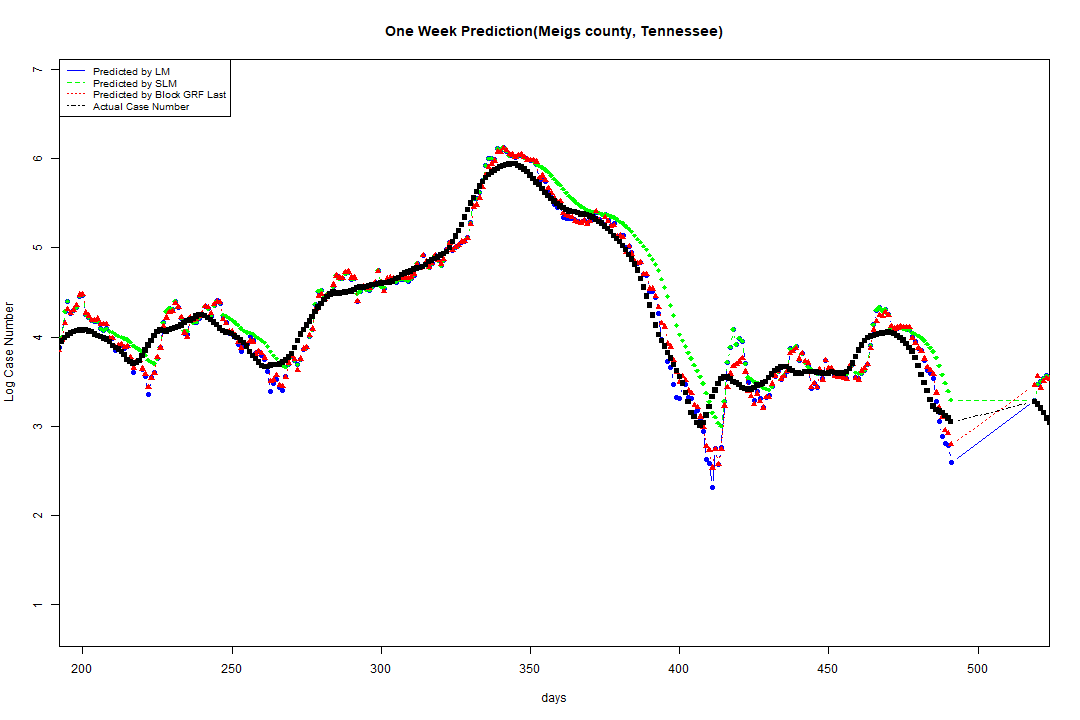 One Week Prediction(Meigs county, Tennessee)
Predicted by LM
Predicted by SLM
Predicted by Block GRF Last
Actual Case Number
7
6
5
4
3
2
1
Log Case Number
200 250 300 350 400 450 500
days